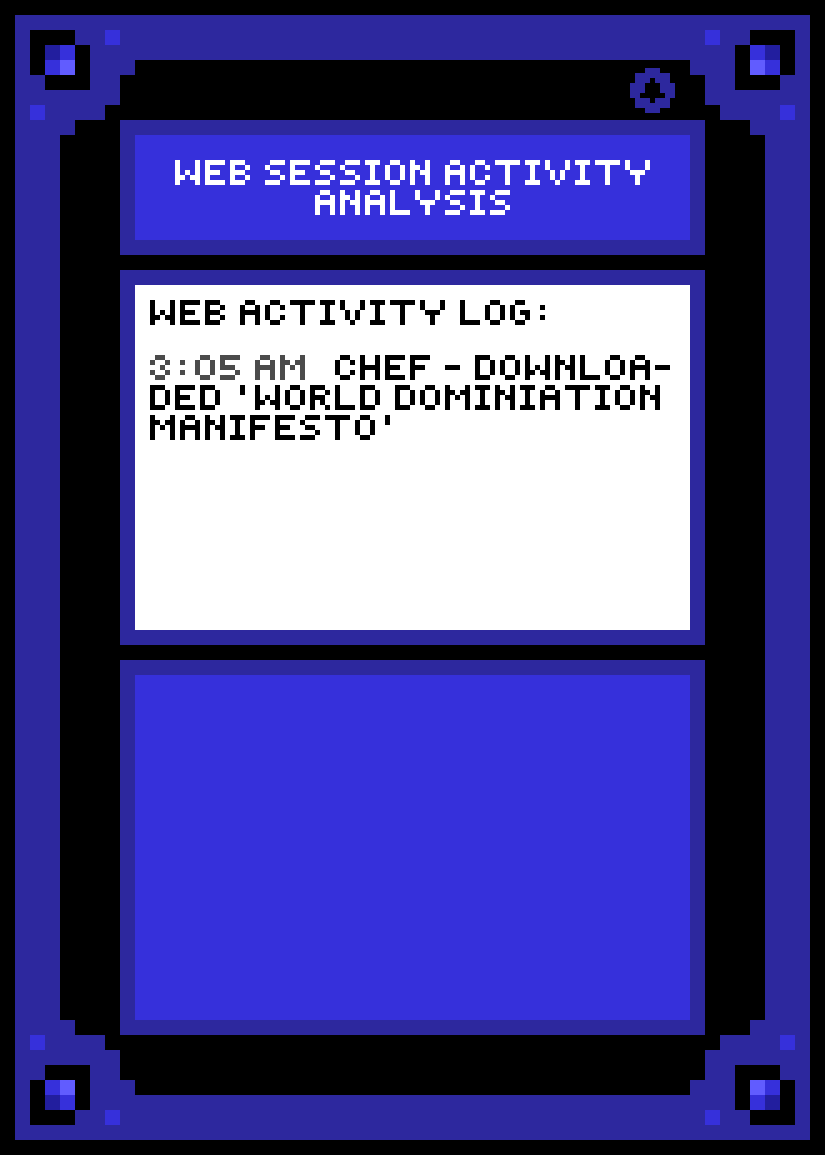 WEB SESSION ACTIVITY
ANALYSIS
WEB ACTIVITY LOG:
3:05 AM CHEF - DOWNLOA-
DED 'WORLD DOMINIATION
MANIFESTO'